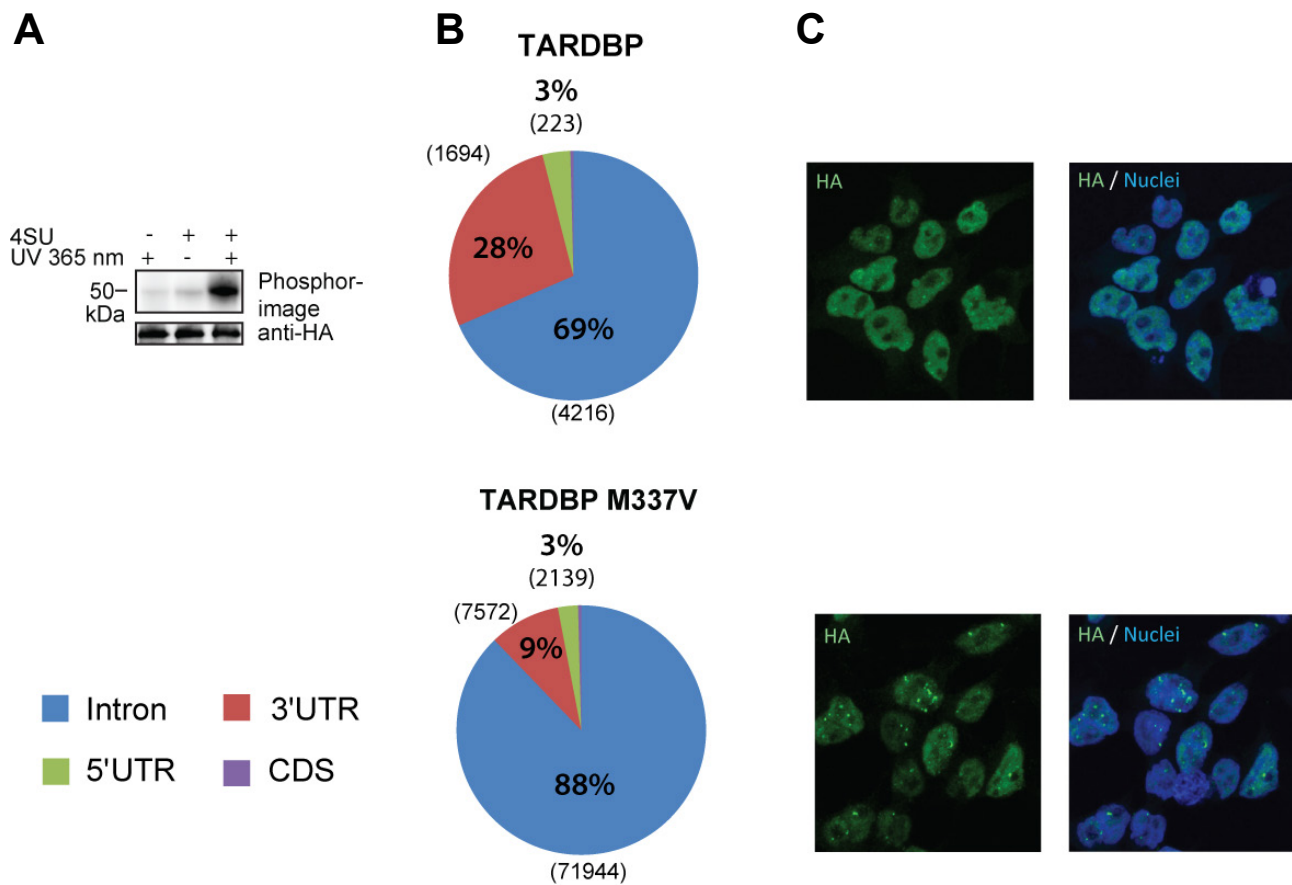 A
4SU - + +
UV 365 nm + - +
50–
kDa
Phosphor-
image
anti-HA
B
TARDBP
3%
(223)
(1694)
28%
69%
(4216)
TARDBP M337V
3%
(2139)
(7572)
9%
88%
(71944)
Intron
3'UTR
5'UTR
CDS
C
HA
HA / Nuclei
HA
HA / Nuclei